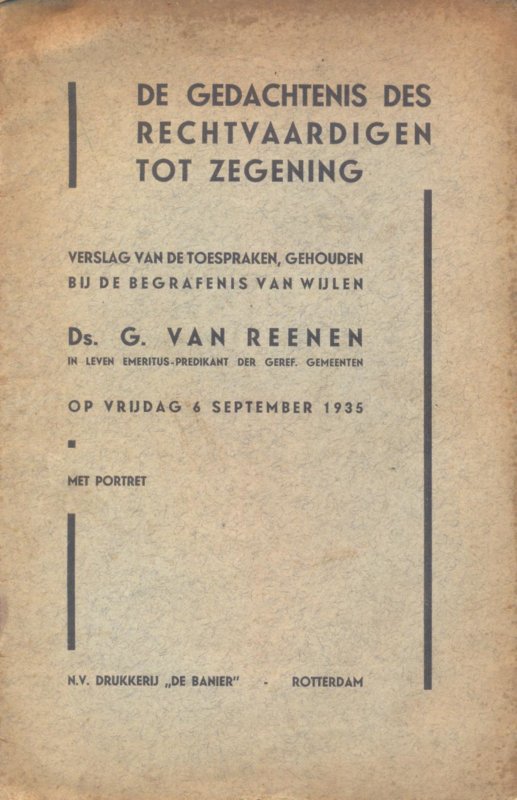 DE GEDACHTENIS DES
RECHTVAARDIGEN
TOT ZEGENING
VERSLAG VAN DE TOESPRAKEN, GEHOUDEN
BIJ DE BEGRAFENIS VAN WIJLEN
Ds. G. VAN REENEN
IN LEVEN EMERITUS-PREDIKANT DER GEREF. GEMEENTEN
OP VRIJDAG 6 SEPTEMBER 1935
MET PORTRET
N.V. DRUKKERIJ „DE BANIER" - ROTTERDAM